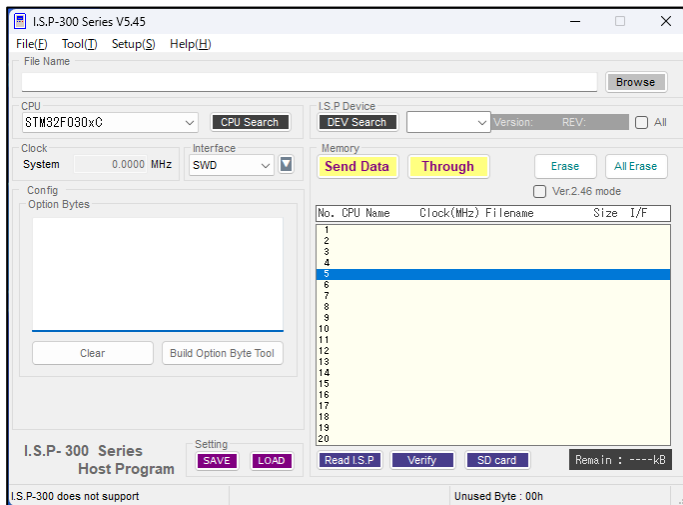 I.S.P-300 Series V5.45
File(F) Tool(T) Setup(S) Help(H)
File Name
Browse
CPU
STM32F030xC
CPU Search
I.S.P Device
DEV Search
Version: REV:
All
Clock
System 0.0000 MHz
Interface
SWD
Memory
Send Data
Through
Erase
All Erase
Ver.2.46 mode
Config
Option Bytes
Clear
Build Option Byte Tool
No. CPU Name Clock(MHz) Filename Size I/F
1
2
3
4
5
6
7
8
9
10
11
12
13
14
15
16
17
18
19
20
I.S.P- 300 Series
Host Program
Setting
SAVE
LOAD
Read I.S.P
Verify
SD card
Remain : ----kB
I.S.P-300 does not support
Unused Byte : 00h